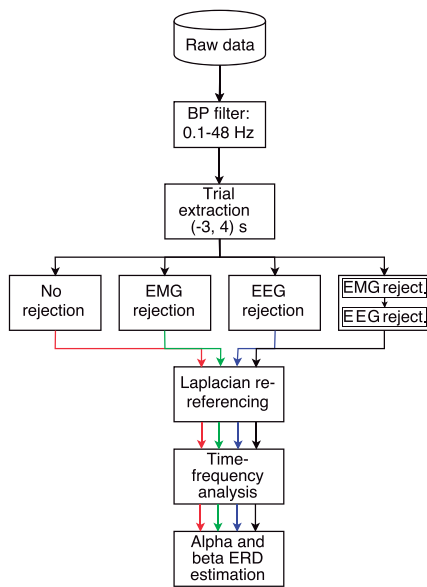 Raw data
BP filter:
0.1-48 Hz
Trial
extraction
(-3, 4) s
No
rejection
EMG
rejection
EEG
rejection
EMG reject.
EEG reject.
Laplacian re-
referencing
Time-
frequency
analysis
Alpha and
beta ERD
estimation